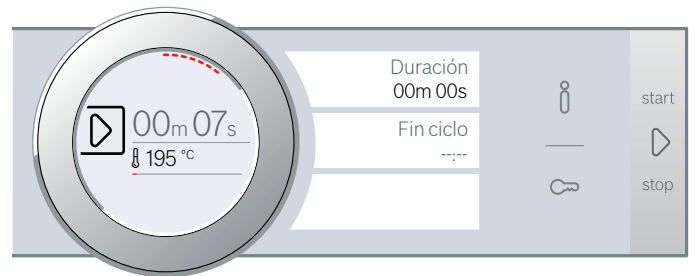 00m 07s
195 °C
Duración
00m 00s
Fin ciclo
--:--
start
stop